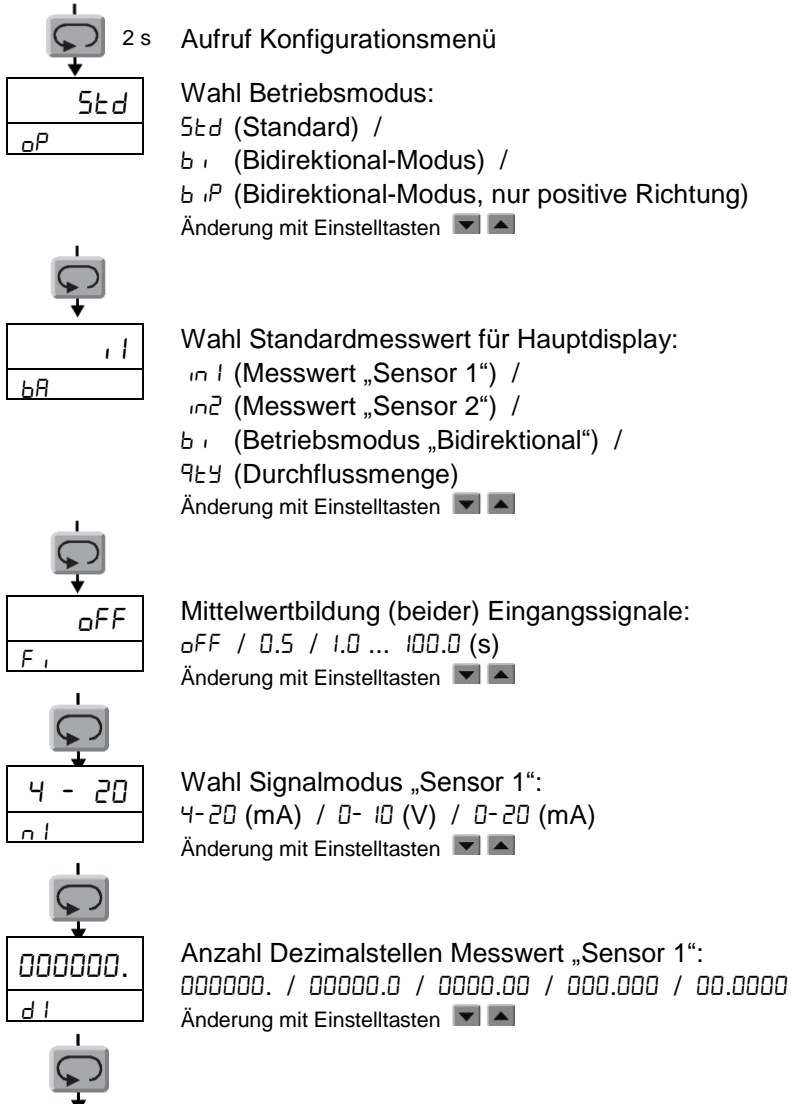 2 s Aufruf Konfigurationsmenü
Std
oP
Wahl Betriebsmodus:
Std (Standard) /
bi (Bidirektional-Modus) /
biP (Bidirektional-Modus, nur positive Richtung)
Änderung mit Einstelltasten
i1
bA
Wahl Standardmesswert für Hauptdisplay:
in1 (Messwert „Sensor 1“) /
in2 (Messwert „Sensor 2“) /
bi (Betriebsmodus „Bidirektional“) /
qty (Durchflussmenge)
Änderung mit Einstelltasten
oFF
Fi
Mittelwertbildung (beider) Eingangssignale:
oFF / 0.5 / 1.0 ... 100.0 (s)
Änderung mit Einstelltasten
4 - 20
n1
Wahl Signalmodus „Sensor 1“:
4-20 (mA) / 0-10 (V) / 0-20 (mA)
Änderung mit Einstelltasten
000000.
d1
Anzahl Dezimalstellen Messwert „Sensor 1“:
000000. / 00000.0 / 0000.00 / 000.000 / 00.0000
Änderung mit Einstelltasten